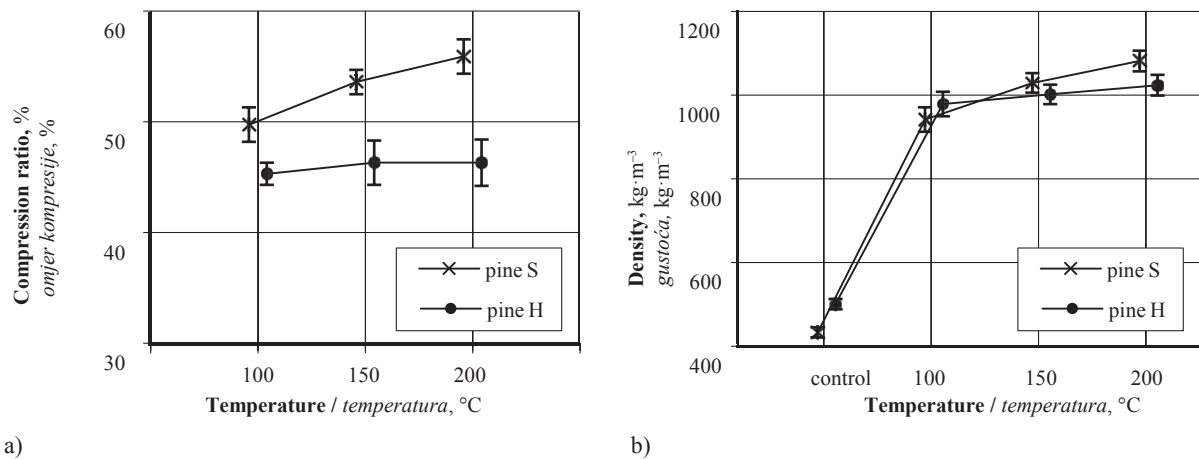 60
50
40
30
Compression ratio, %
omjer kompresije, %
pine S
pine H
100
150
200
Temperature / temperatura, °C
a)
1200
1000
800
600
400
Density, kg·m⁻³
gustoća, kg·m⁻³
pine S
pine H
control
100
150
200
Temperature / temperatura, °C
b)